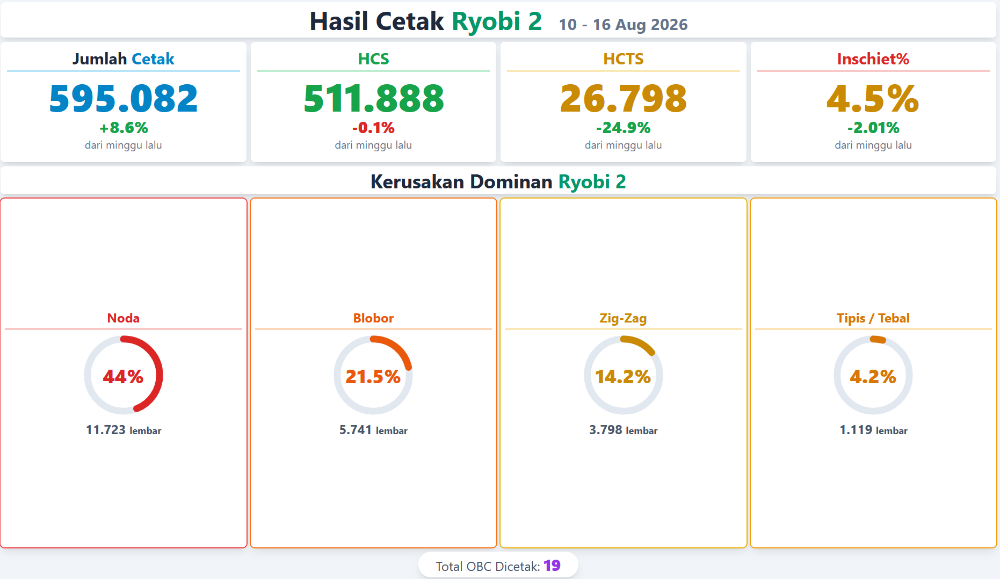 Hasil Cetak Ryobi 2 10 - 16 Aug 2026
Jumlah Cetak
595.082
+8.6%
dari minggu lalu
HCS
511.888
-0.1%
dari minggu lalu
HCTS
26.798
-24.9%
dari minggu lalu
Inschiet%
4.5%
-2.01%
dari minggu lalu
Kerusakan Dominan Ryobi 2
Noda
44%
11.723 lembar
Blobor
21.5%
5.741 lembar
Zig-Zag
14.2%
3.798 lembar
Tipis / Tebal
4.2%
1.119 lembar
Total OBC Dicetak: 19